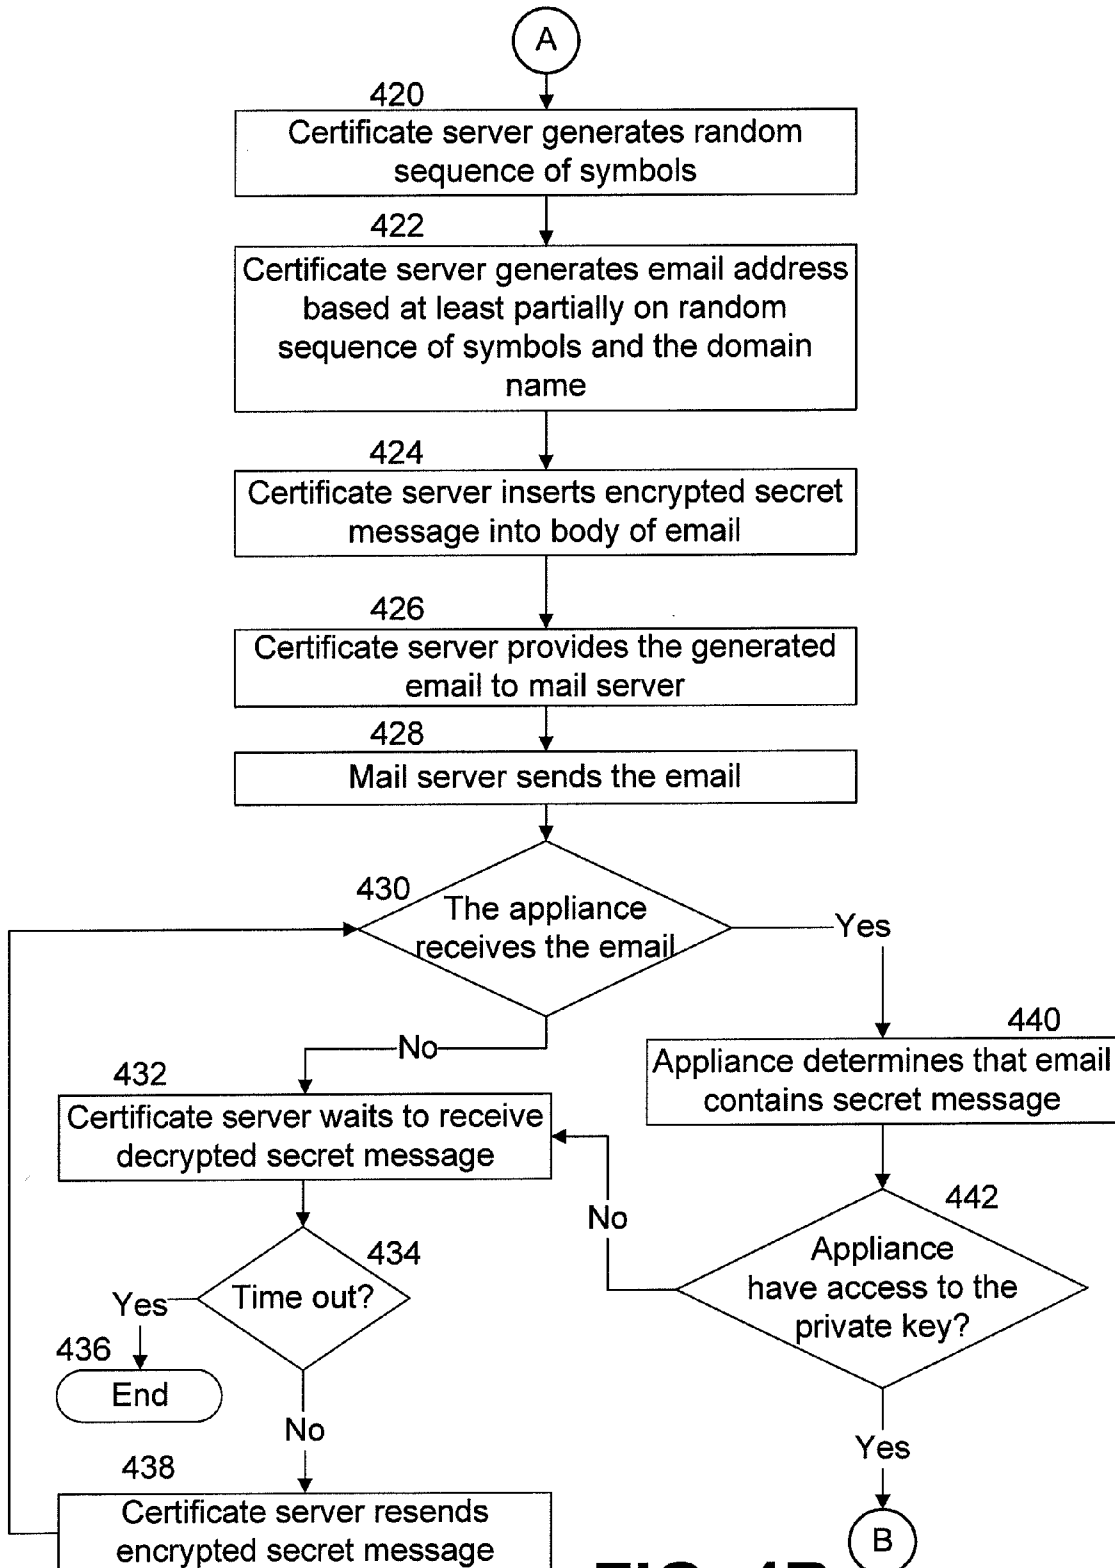 A
420
Certificate server generates random
sequence of symbols
422
Certificate server generates email address
based at least partially on random
sequence of symbols and the domain
name
424
Certificate server inserts encrypted secret
message into body of email
426
Certificate server provides the generated
email to mail server
428
Mail server sends the email
430
The appliance
receives the email
Yes
No
440
Appliance determines that email
contains secret message
432
Certificate server waits to receive
decrypted secret message
442
Appliance
have access to the
private key?
No
434
Time out?
Yes
436
End
No
Yes
438
Certificate server resends
encrypted secret message
B
FIG. 4B